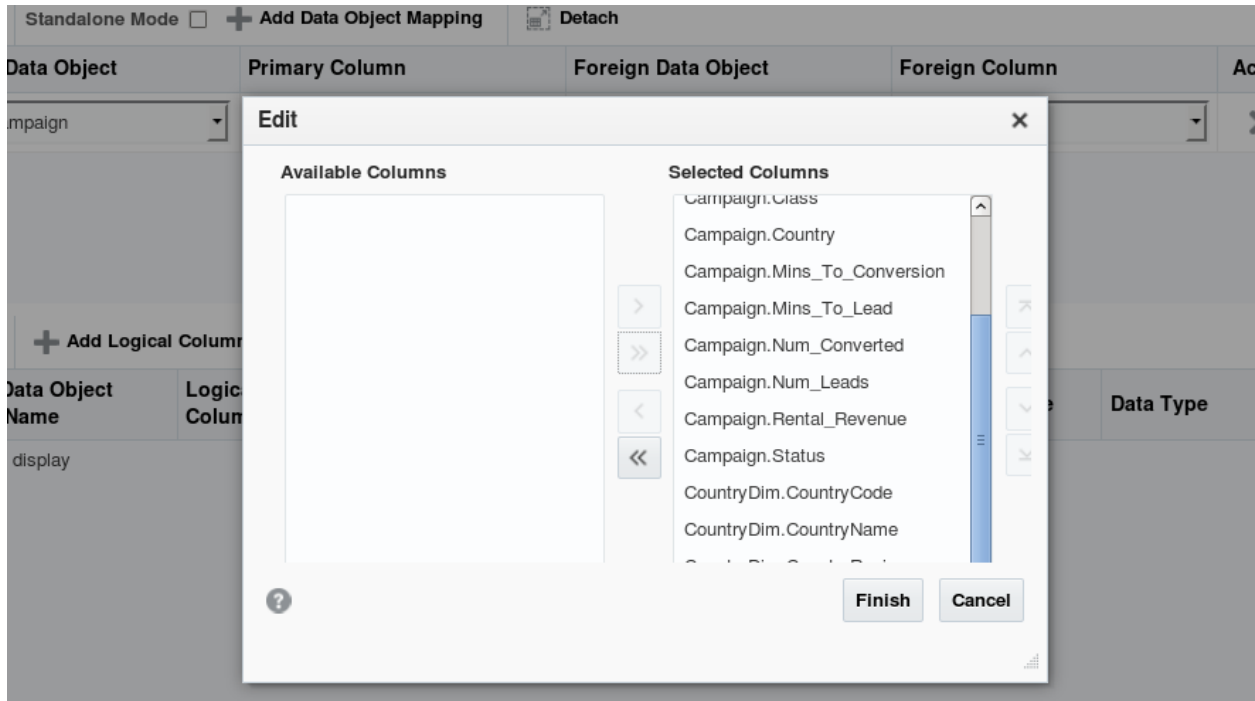 Standalone Mode Add Data Object Mapping Detach
Data Object Primary Column Foreign Data Object Foreign Column
Edit
Available Columns Selected Columns
Campaign.Class
Campaign.Country
Campaign.Mins_To_Conversion
Campaign.Mins_To_Lead
Campaign.Num_Converted
Campaign.Num_Leads
Campaign.Rental_Revenue
Campaign.Status
CountryDim.CountryCode
CountryDim.CountryName
Add Logical Column
Data Object
Name
Data Type
display
Finish Cancel